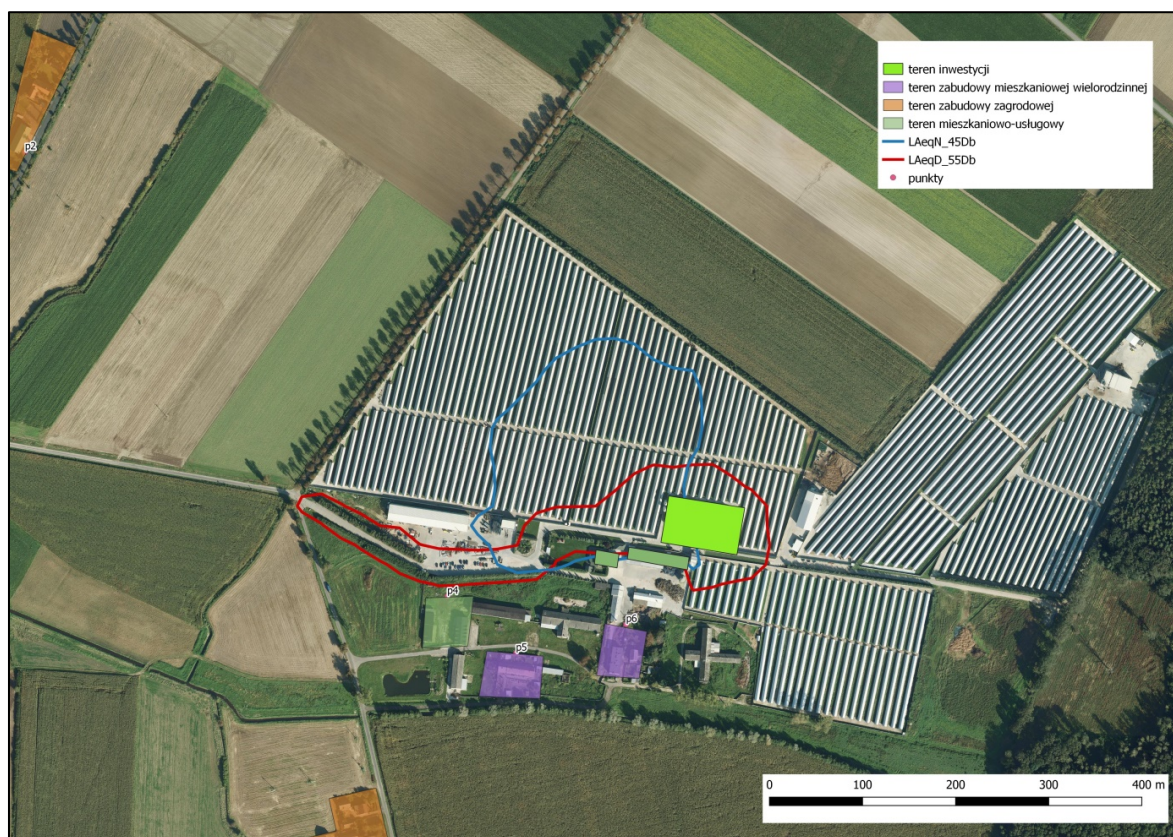 teren inwestycji
teren zabudowy mieszkaniowej wielorodzinnej
teren zabudowy zagrodowej
teren mieszkaniowo-usługowy
LAeqN_45Db
LAeqD_55Db
punkty
p2
p4
p5
p6
0 100 200 300 400 m